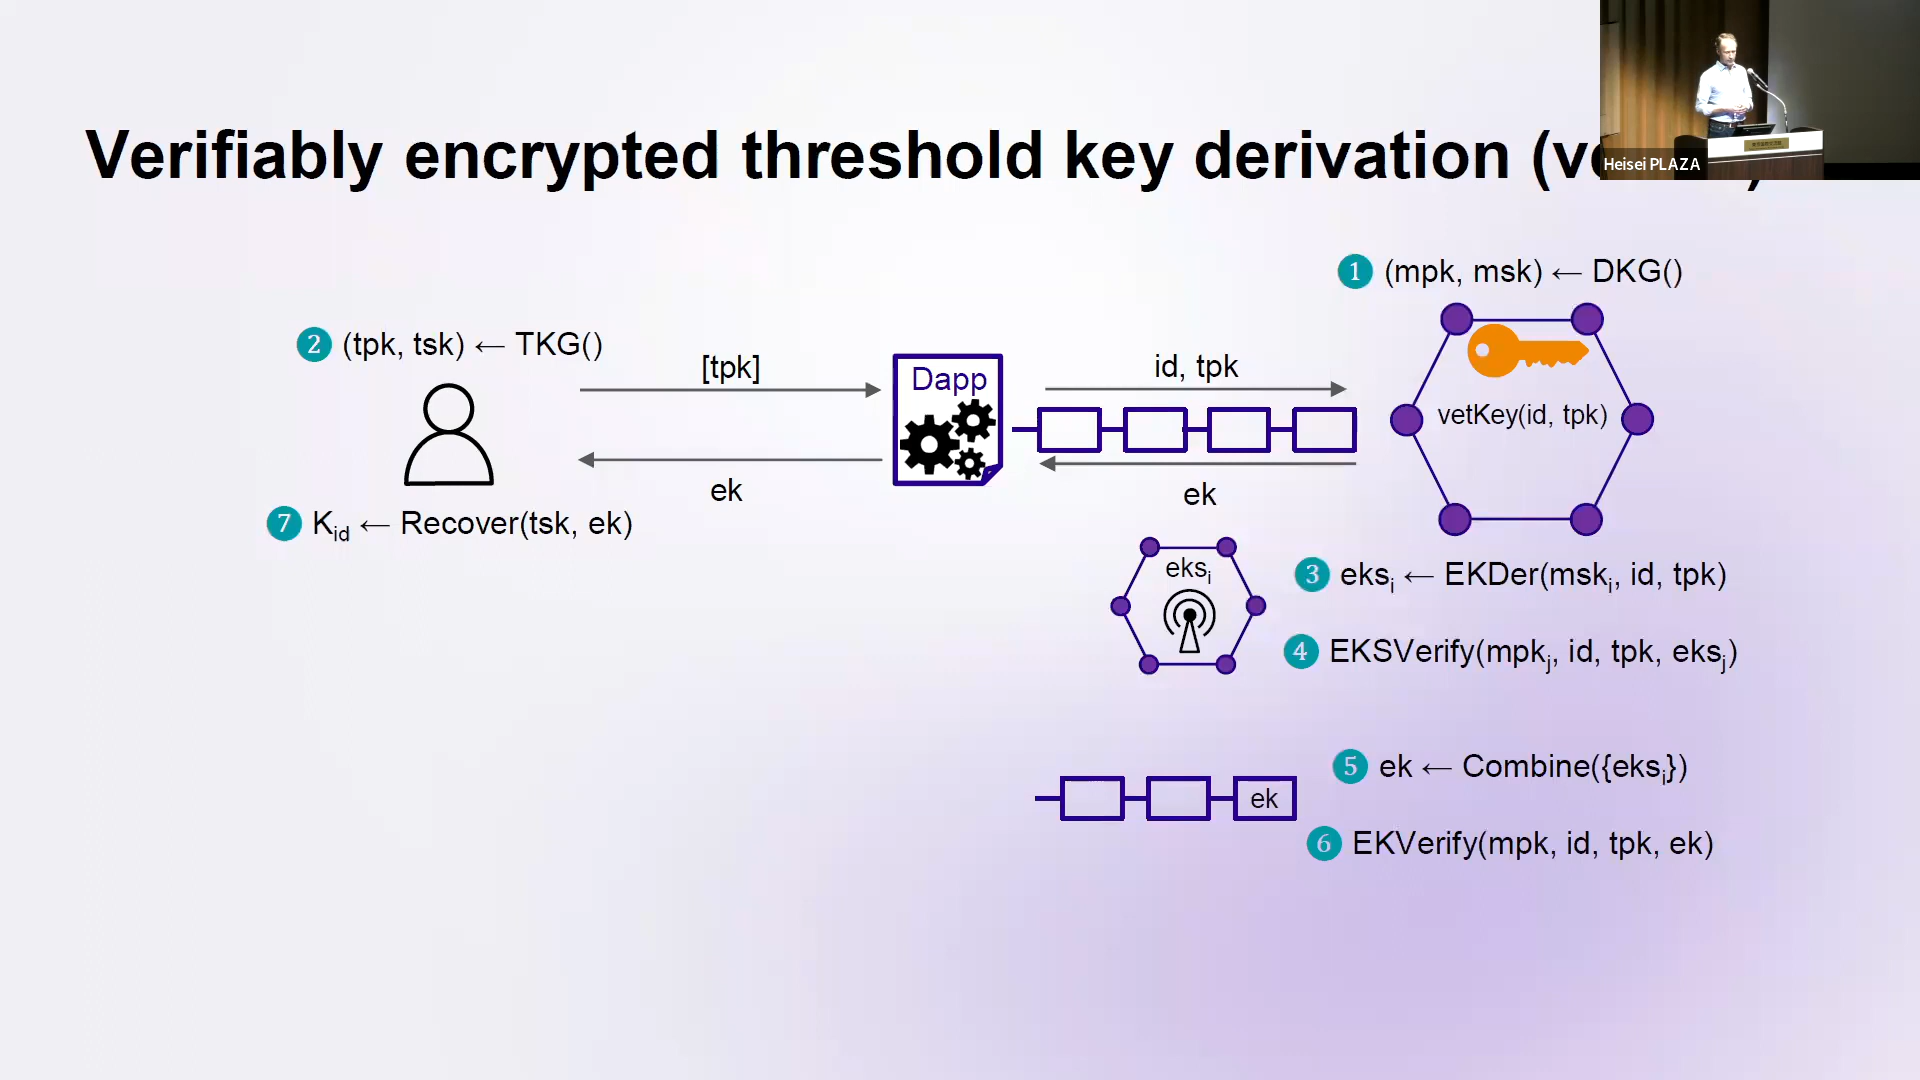 Verifiably encrypted threshold key derivation (ve
Heisei PLAZA
1 (mpk, msk) ← DKG()
2 (tpk, tsk) ← TKG()
[tpk]
Dapp
id, tpk
vetKey(id, tpk)
ek
ek
7 Kid ← Recover(tsk, ek)
eksi
3 eksi ← EKDer(mski, id, tpk)
4 EKSVerify(mpkj, id, tpk, eksj)
5 ek ← Combine({eksi})
ek
6 EKVerify(mpk, id, tpk, ek)